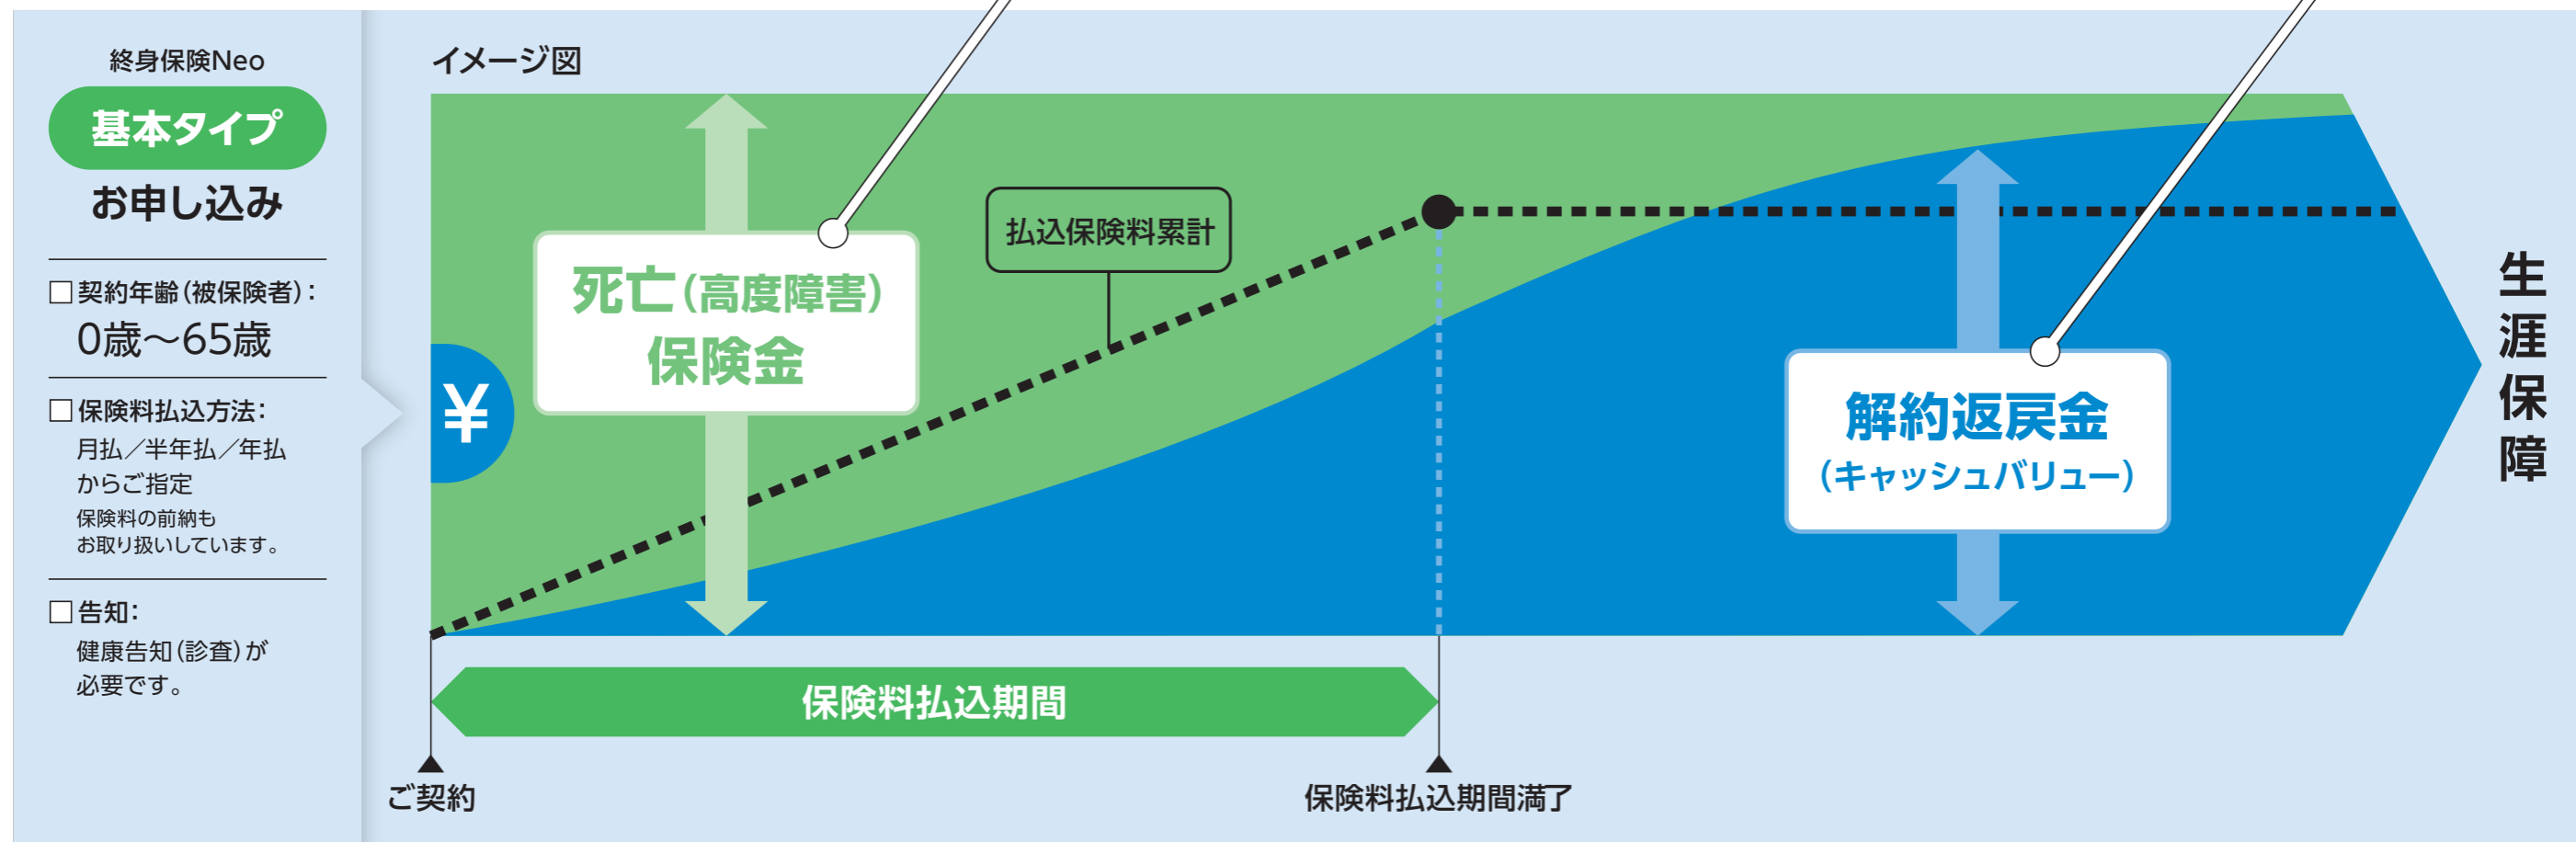 終身保険Neo
基本タイプ
お申し込み
□契約年齢(被保険者):
0歳〜65歳
□保険料払込方法:
月払/半年払/年払
からご指定
保険料の前納も
お取り扱いしています。
□告知:
健康告知(診査)が
必要です。
イメージ図
¥
死亡(高度障害)
保険金
払込保険料累計
解約返戻金
(キャッシュバリュー)
生涯保障
保険料払込期間
ご契約
保険料払込期間満了